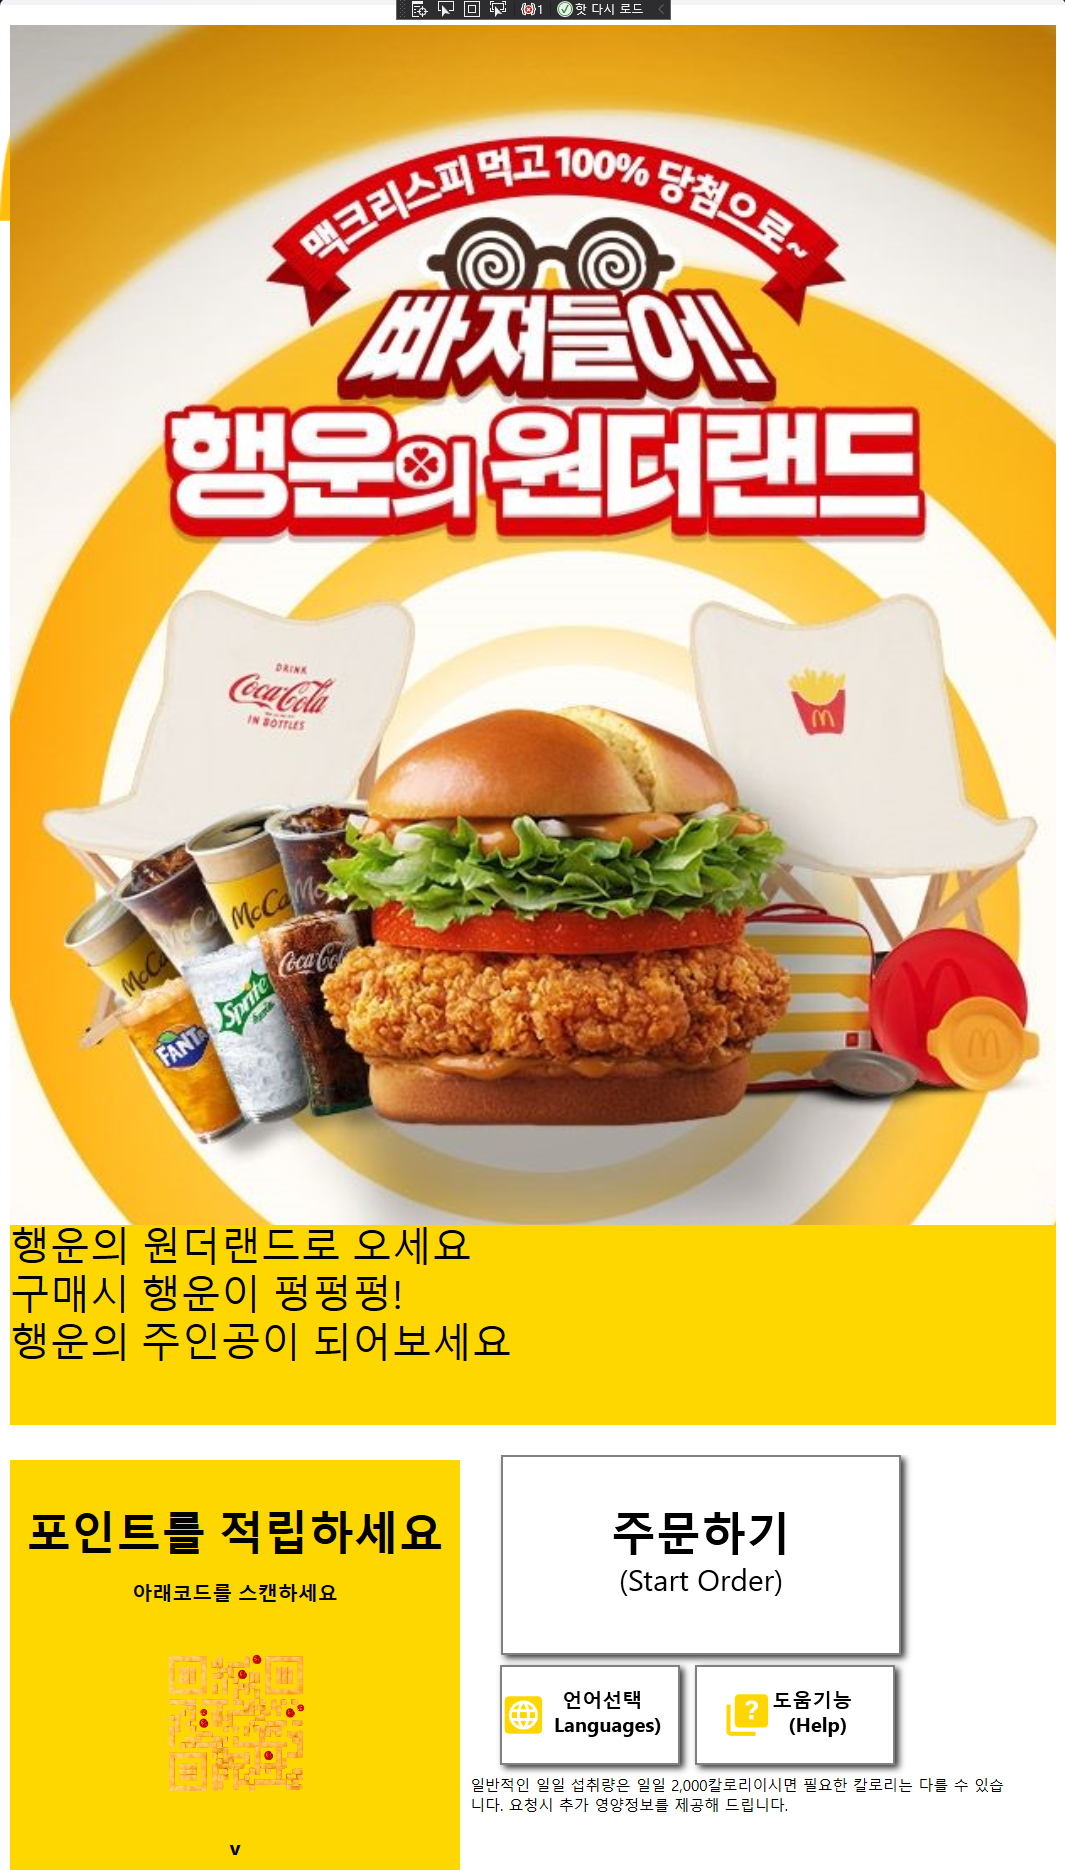 1 핫 다시 로드
맥크리스피 먹고 100% 당첨으로~
빠져들어!
행운의 원더랜드
DRINK
Coca-Cola
IN BOTTLES
McCa
McCa
McCa
Mc
Coca-Cola
Sprite
FANTA
행운의 원더랜드로 오세요
구매시 행운이 펑펑펑!
행운의 주인공이 되어보세요
포인트를 적립하세요
아래코드를 스캔하세요
v
주문하기
(Start Order)
언어선택
Languages)
도움기능
(Help)
일반적인 일일 섭취량은 일일 2,000칼로리이시면 필요한 칼로리는 다를 수 있습
니다. 요청시 추가 영양정보를 제공해 드립니다.